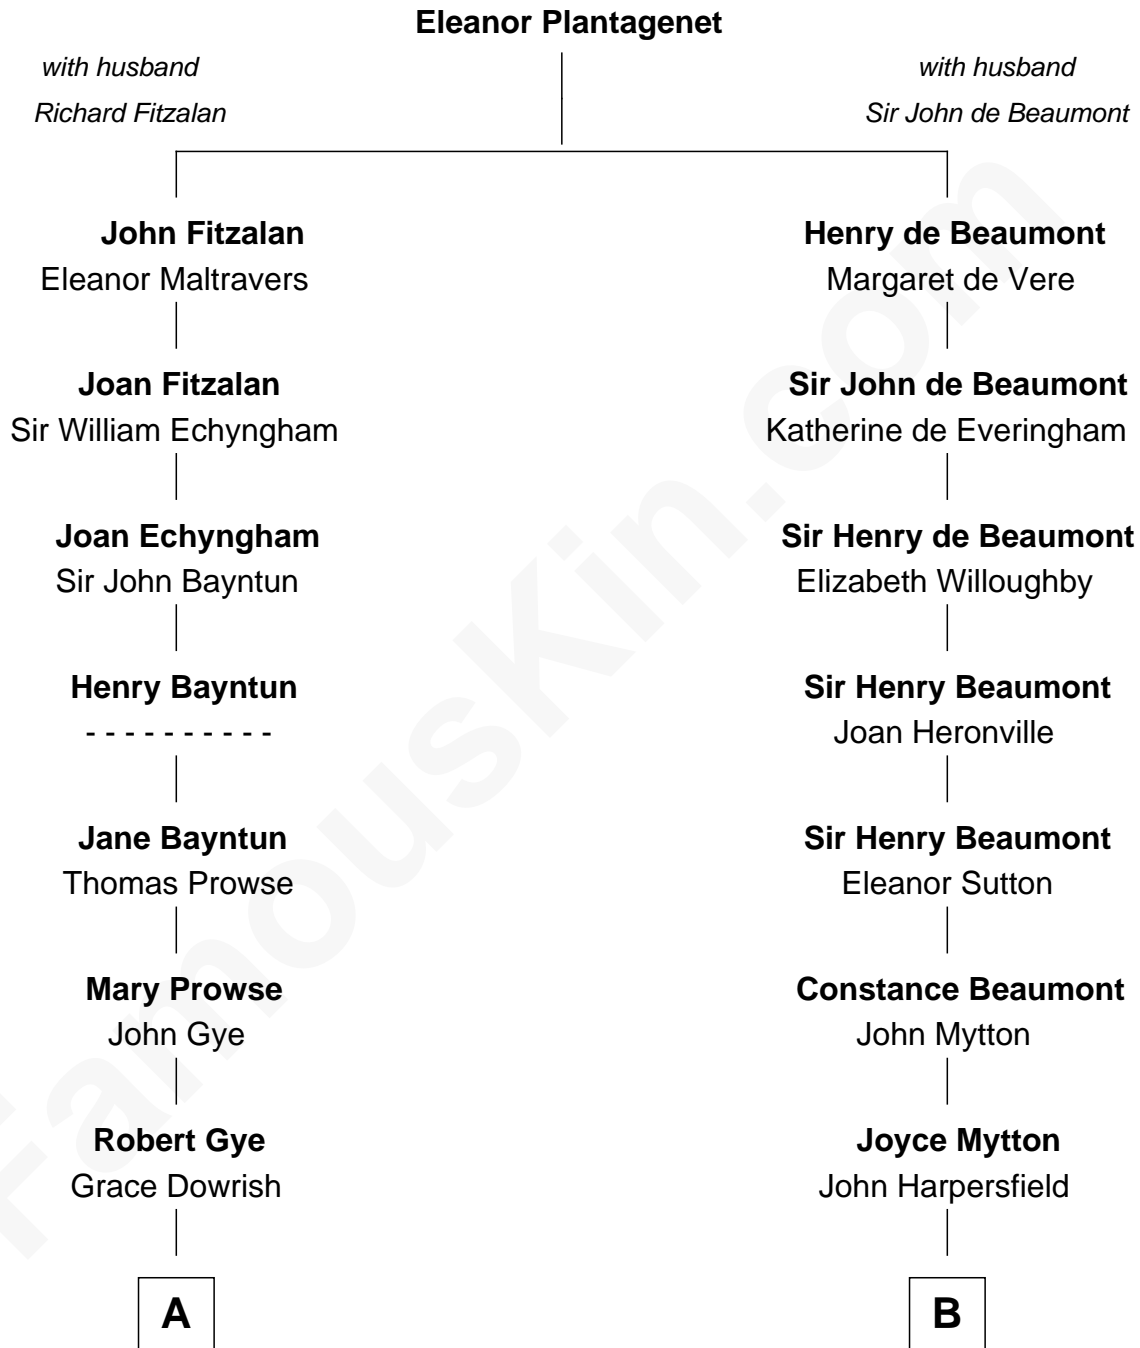 Eleanor Plantagenet
with husband
Richard Fitzalan
with husband
Sir John de Beaumont
John Fitzalan
Eleanor Maltravers
Henry de Beaumont
Margaret de Vere
Joan Fitzalan
Sir William Echyngham
Sir John de Beaumont
Katherine de Everingham
Joan Echyngham
Sir John Bayntun
Sir Henry de Beaumont
Elizabeth Willoughby
Henry Bayntun
- - - - - - - - - -
Sir Henry Beaumont
Joan Heronville
Jane Bayntun
Thomas Prowse
Sir Henry Beaumont
Eleanor Sutton
Mary Prowse
John Gye
Constance Beaumont
John Mytton
Robert Gye
Grace Dowrish
Joyce Mytton
John Harpersfield
A
B
FamousKin.com